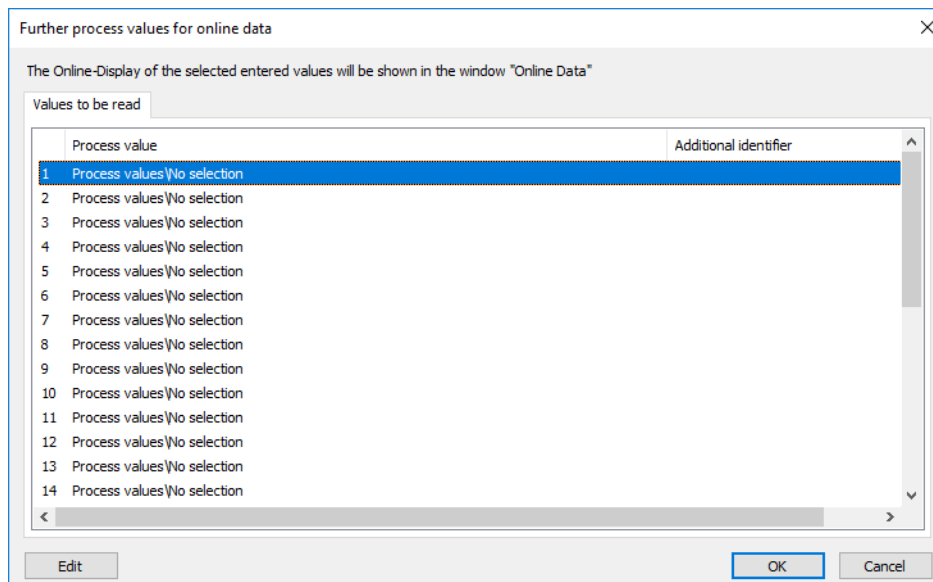 Further process values for online data
The Online-Display of the selected entered values will be shown in the window "Online Data"
Values to be read
Process value Additional identifier
1 Process values\No selection
2 Process values\No selection
3 Process values\No selection
4 Process values\No selection
5 Process values\No selection
6 Process values\No selection
7 Process values\No selection
8 Process values\No selection
9 Process values\No selection
10 Process values\No selection
11 Process values\No selection
12 Process values\No selection
13 Process values\No selection
14 Process values\No selection
Edit OK Cancel